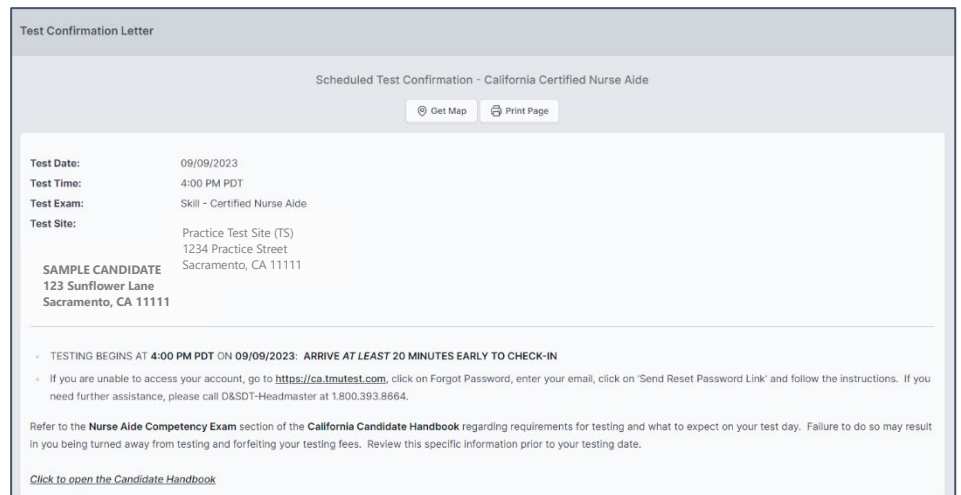 Test Confirmation Letter
Scheduled Test Confirmation - California Certified Nurse Aide
Get Map
Print Page
Test Date: 09/09/2023
Test Time: 4:00 PM PDT
Test Exam: Skill - Certified Nurse Aide
Test Site:
Practice Test Site (TS)
1234 Practice Street
Sacramento, CA 11111
SAMPLE CANDIDATE
123 Sunflower Lane
Sacramento, CA 11111
TESTING BEGINS AT 4:00 PM PDT ON 09/09/2023: ARRIVE AT LEAST 20 MINUTES EARLY TO CHECK-IN
If you are unable to access your account, go to https://ca.tmutest.com, click on Forgot Password, enter your email, click on 'Send Reset Password Link' and follow the instructions. If you
need further assistance, please call D&SDT-Headmaster at 1.800.393.8664.
Refer to the Nurse Aide Competency Exam section of the California Candidate Handbook regarding requirements for testing and what to expect on your test day. Failure to do so may result
in you being turned away from testing and forfeiting your testing fees. Review this specific information prior to your testing date.
Click to open the Candidate Handbook